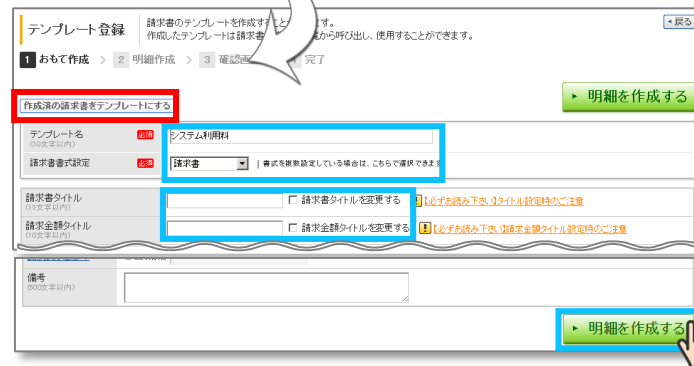 テンプレート登録
請求書のテンプレートを作成すること
す。
作成したテンプレートは請求書
から呼び出し、使用することができます。
戻る
1 おもて作成 > 2 明細作成 > 3 確認画
完了
作成済の請求書をテンプレートにする
明細を作成する
テンプレート名 必須 システム利用料
(30文字以内)
請求書書式設定 必須 請求書 | 書式を複数設定している場合は、こちらで選択できます
請求書タイトル 請求書タイトルを変更する 【必ずお読み下さい】タイトル設定時のご注意
(12文字以内)
請求金額タイトル 請求金額タイトルを変更する 【必ずお読み下さい】請求金額タイトル設定時のご注意
(10文字以内)
備考
(500文字以内)
明細を作成する